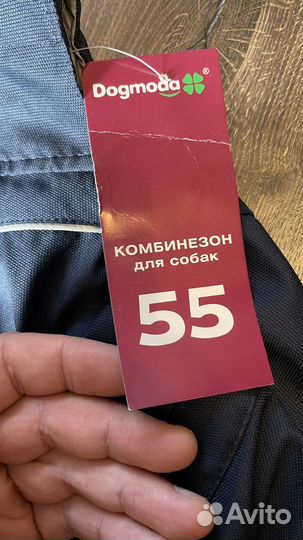 Dogmoda®
КОМБИНЕЗОН
для собак
55
Avito